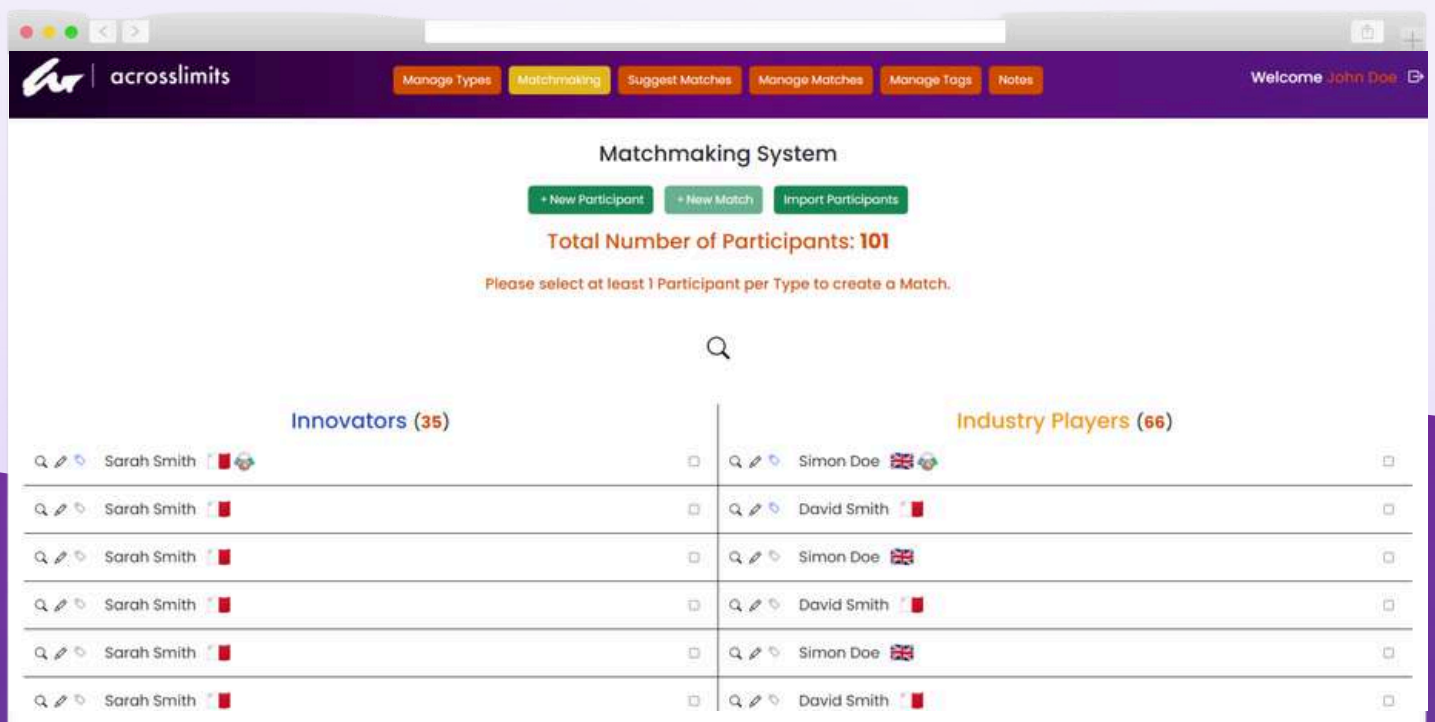 acrosslimits
Manage Types Matchmaking Suggest Matches Manage Matches Manage Tags Notes
Welcome John Doe
Matchmaking System
+ New Participant + New Match Import Participants
Total Number of Participants: 101
Please select at least 1 Participant per Type to create a Match.
Innovators (35)
Sarah Smith
Sarah Smith
Sarah Smith
Sarah Smith
Sarah Smith
Sarah Smith
Industry Players (66)
Simon Doe
David Smith
Simon Doe
David Smith
Simon Doe
David Smith